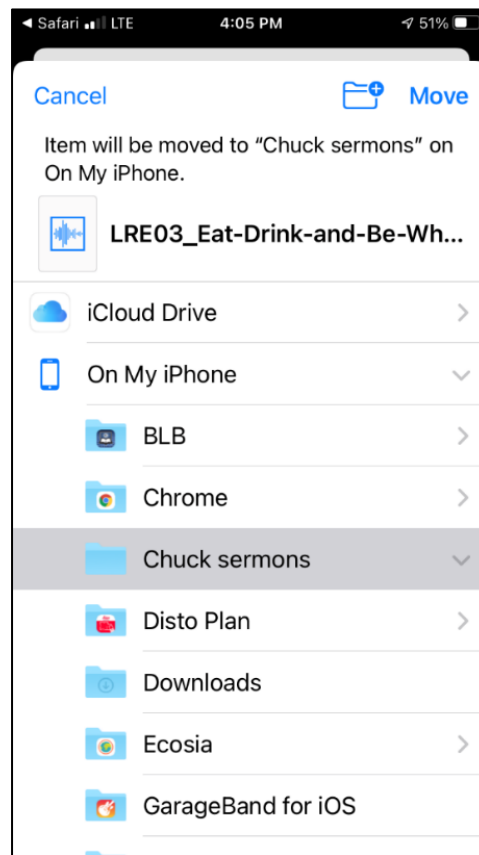 Safari LTE 4:05 PM 51%
Cancel Move
Item will be moved to “Chuck sermons” on
On My iPhone.
LRE03_Eat-Drink-and-Be-Wh...
iCloud Drive
On My iPhone
BLB
Chrome
Chuck sermons
Disto Plan
Downloads
Ecosia
GarageBand for iOS